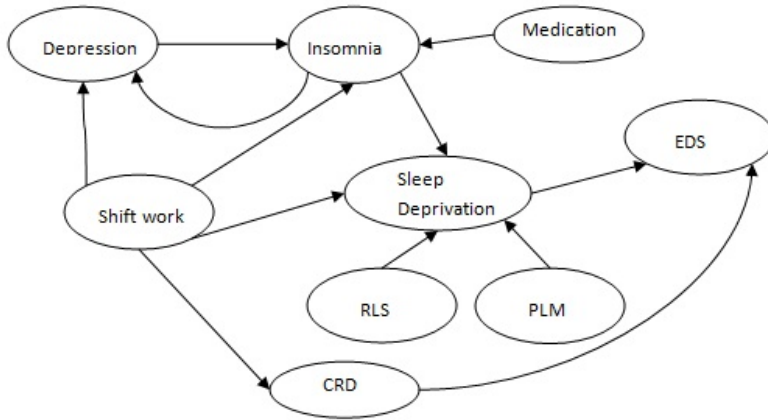 Depression
Insomnia
Medication
EDS
Sleep
Deprivation
Shift work
RLS
PLM
CRD